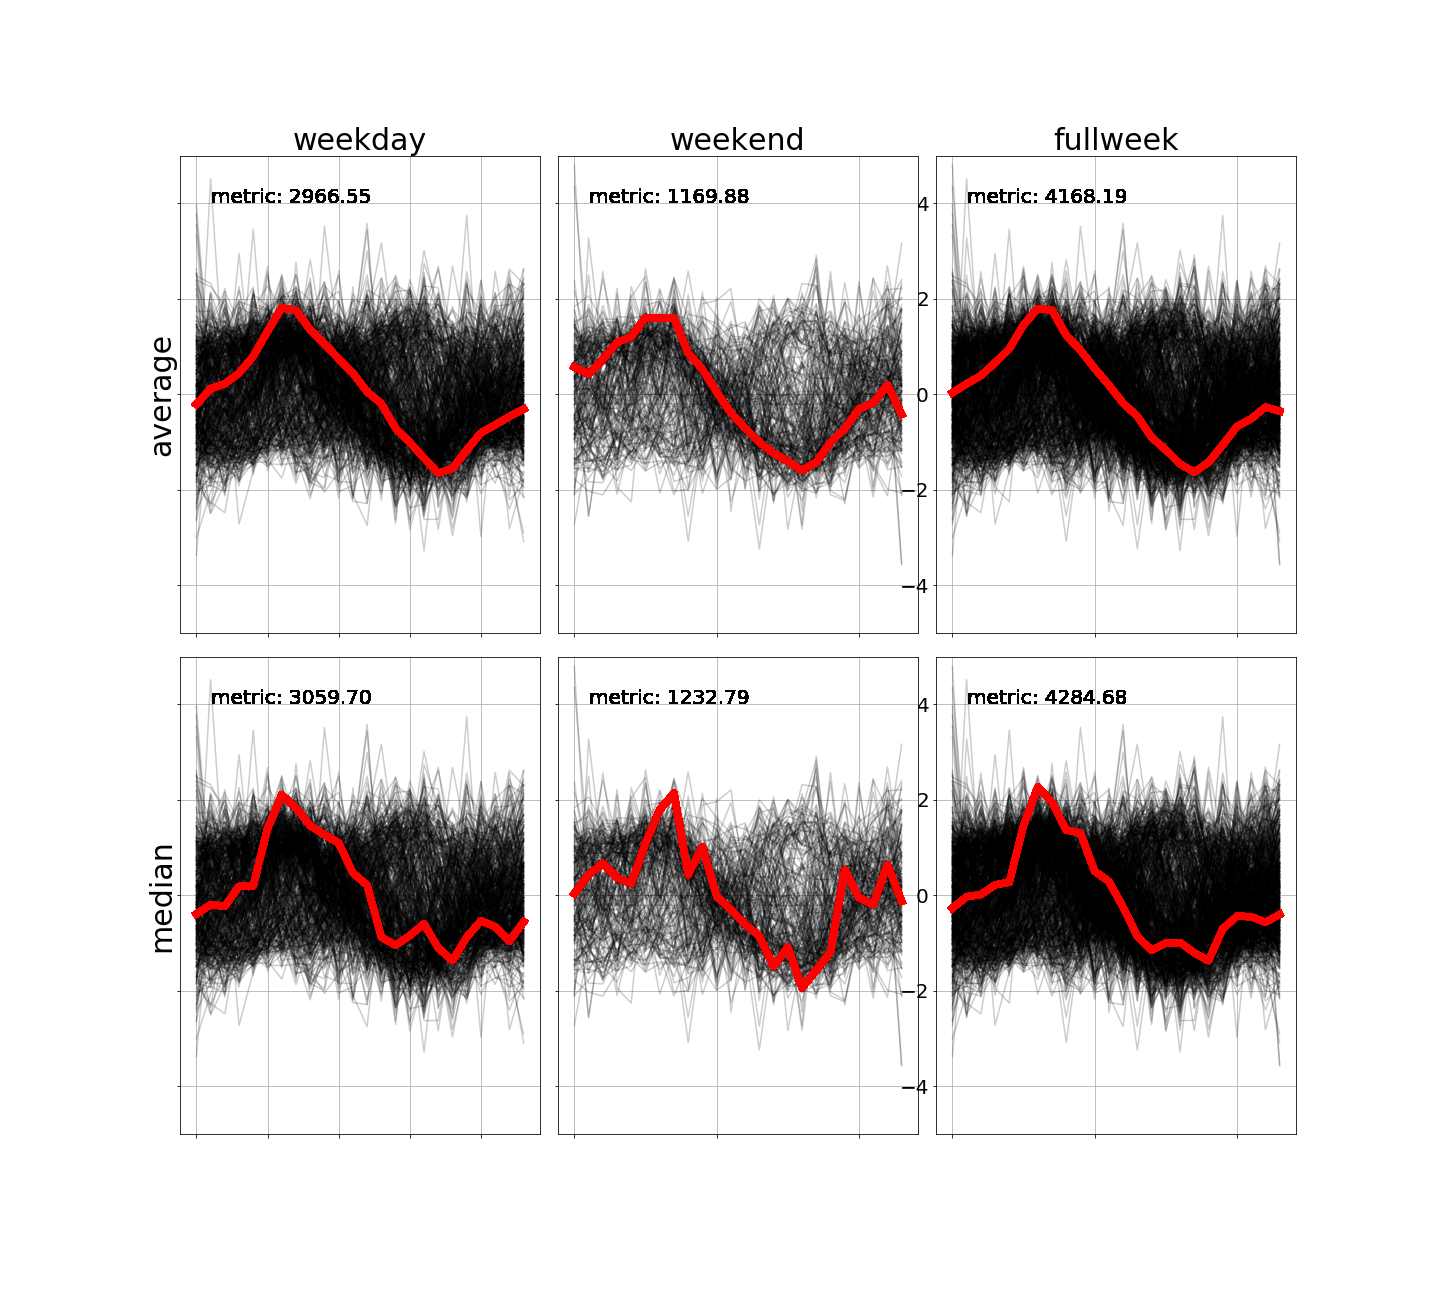 weekday weekend fullweek
average
metric: 2966.55
metric: 1169.88
metric: 4168.19
4
2
0
−2
−4
median
metric: 3059.70
metric: 1232.79
metric: 4284.68
4
2
0
−2
−4